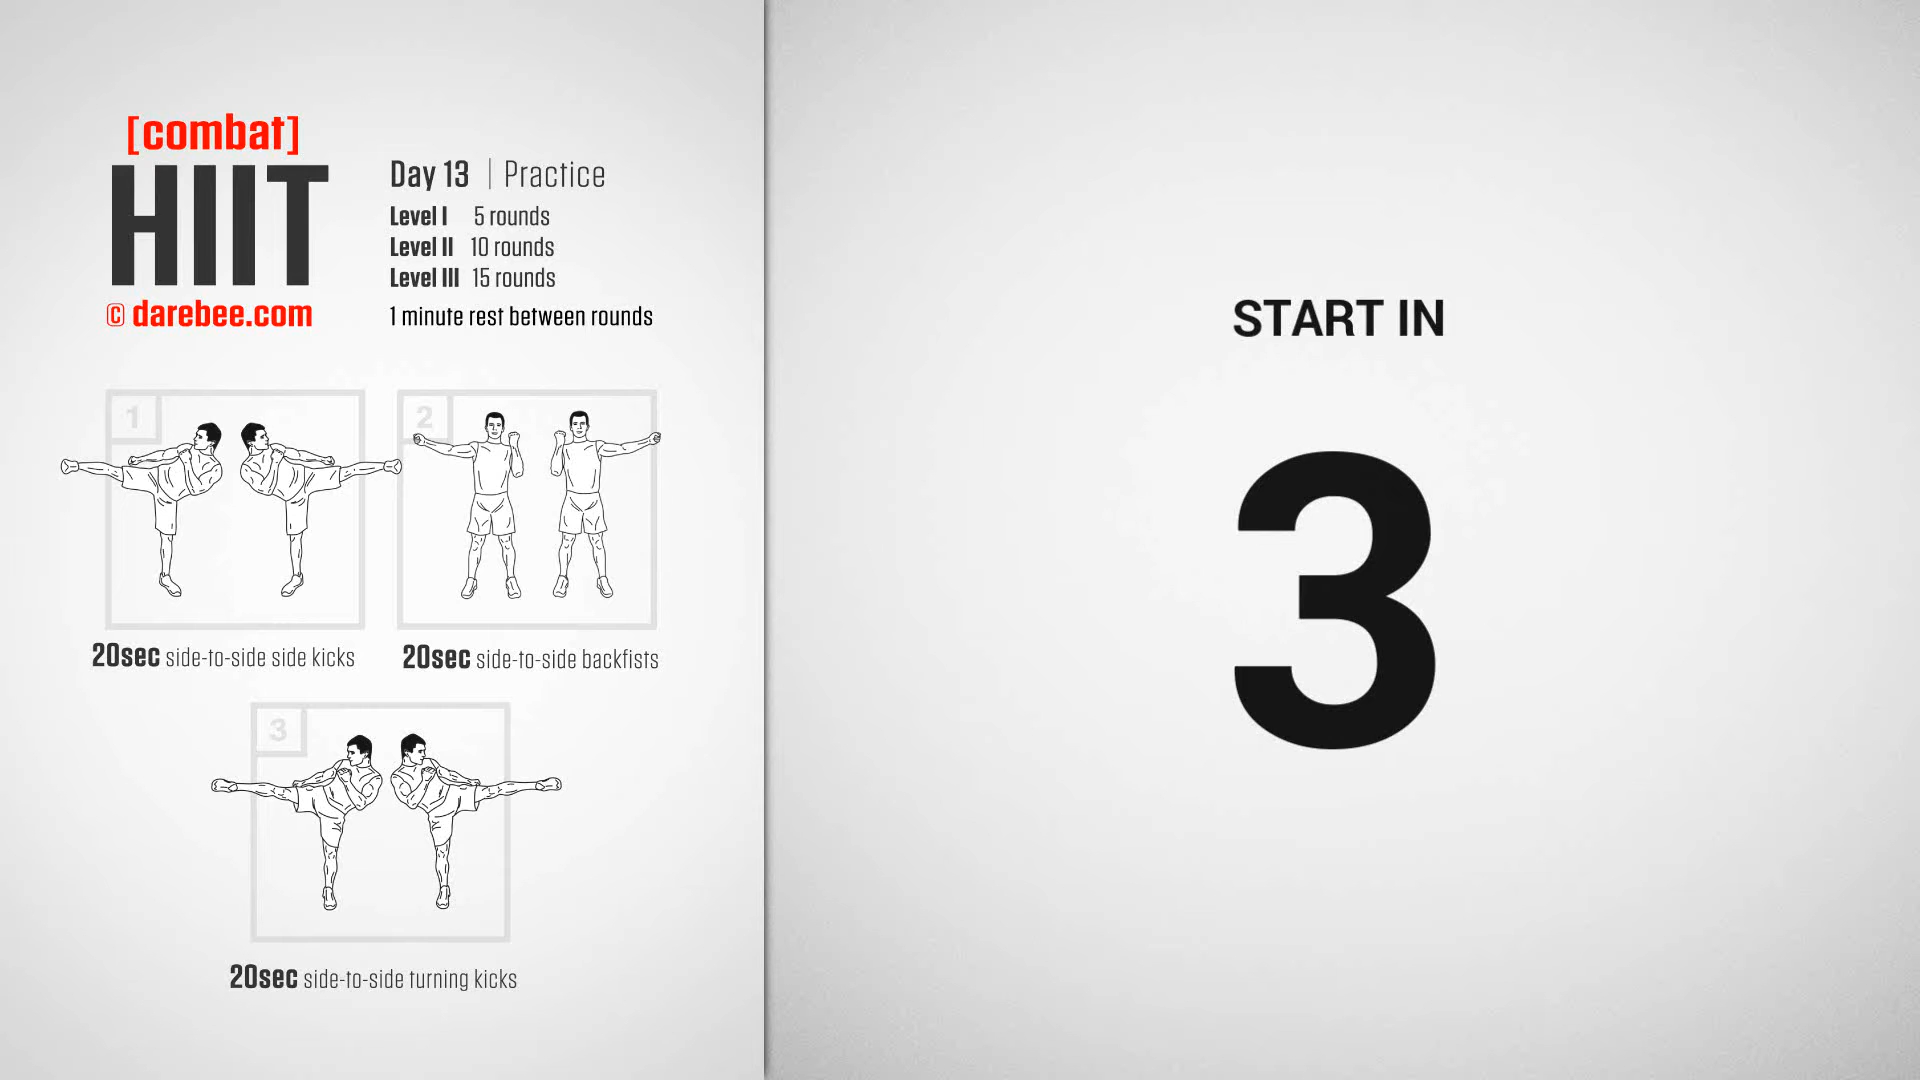 [combat]
HIIT
© darebee.com
Day 13 | Practice
Level I 5 rounds
Level II 10 rounds
Level III 15 rounds
1 minute rest between rounds
1
20sec side-to-side side kicks
2
20sec side-to-side backfists
3
20sec side-to-side turning kicks
START IN
3